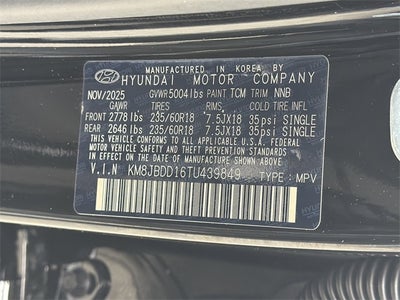 MANUFACTURED IN KOREA BY
HYUNDAI MOTOR COMPANY
NOV/2025 GVWR 5004lbs PAINT TCM TRIM NNB
GAWR TIRES RIMS COLD TIRE INFL
FRONT 2778 lbs 235/60R18 7.5JX18 35psi SINGLE
REAR 2646 lbs 235/60R18 7.5JX18 35psi SINGLE
THIS VEHICLE CONFORMS TO ALL APPLICABLE U.S.A. FEDERAL
MOTOR VEHICLE SAFETY BUMPER, AND
THEFT PREVENTION STANDARDS IN EFFECT ON THE DATE
OF MANUFACTURE SHOWN ABOVE.
V.I.N KM8JBDD16TU439849 TYPE: MPV